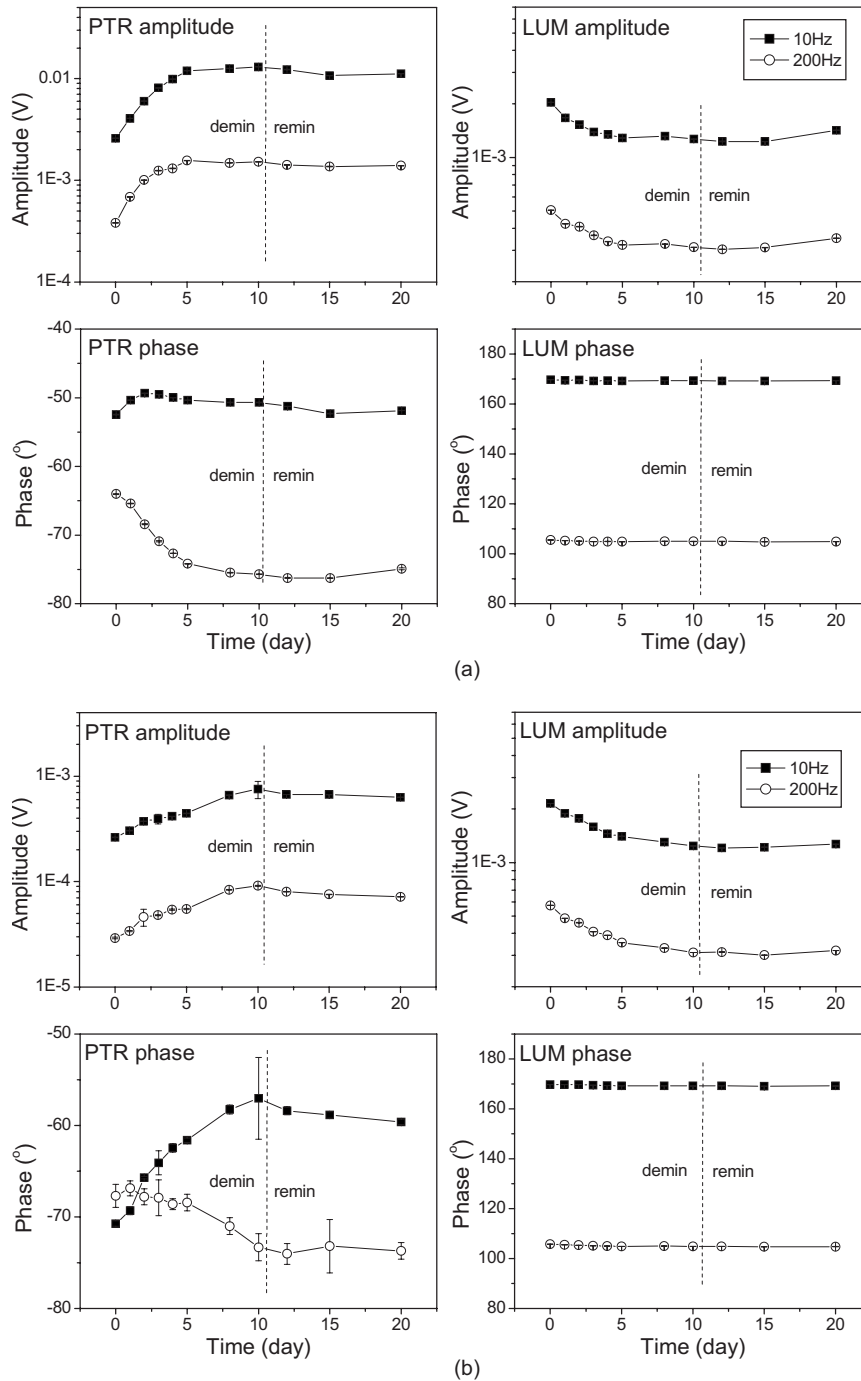 PTR amplitude
0.01
1E-3
1E-4
Amplitude (V)
demin
remin
0
5
10
15
20
LUM amplitude
10Hz
200Hz
1E-3
Amplitude (V)
demin
remin
0
5
10
15
20
PTR phase
-40
-50
-60
-70
-80
Phase (°)
demin
remin
0
5
10
15
20
Time (day)
LUM phase
180
160
140
120
100
80
Phase (°)
demin
remin
0
5
10
15
20
Time (day)
(a)
PTR amplitude
1E-3
1E-4
1E-5
Amplitude (V)
demin
remin
0
5
10
15
20
LUM amplitude
10Hz
200Hz
1E-3
Amplitude (V)
demin
remin
0
5
10
15
20
PTR phase
-50
-60
-70
-80
Phase (°)
demin
remin
0
5
10
15
20
Time (day)
LUM phase
180
160
140
120
100
80
Phase (°)
demin
remin
0
5
10
15
20
Time (day)
(b)